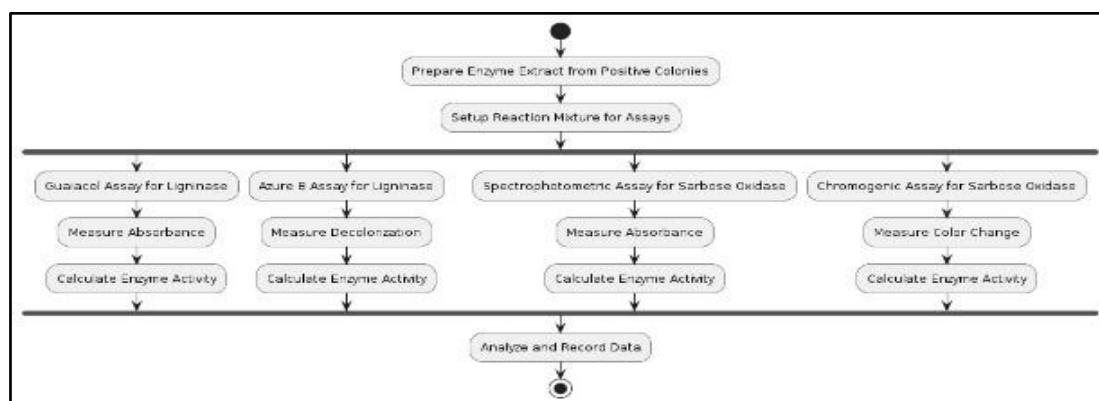 Prepare Enzyme Extract from Positive Colonies
Setup Reaction Mixture for Assays
Guaiacol Assay for Ligninase
Azure B Assay for Ligninase
Spectrophotometric Assay for Sarbose Oxidase
Chromogenic Assay for Sarbose Oxidase
Measure Absorbance
Measure Decolorization
Measure Absorbance
Measure Color Change
Calculate Enzyme Activity
Calculate Enzyme Activity
Calculate Enzyme Activity
Calculate Enzyme Activity
Analyze and Record Data